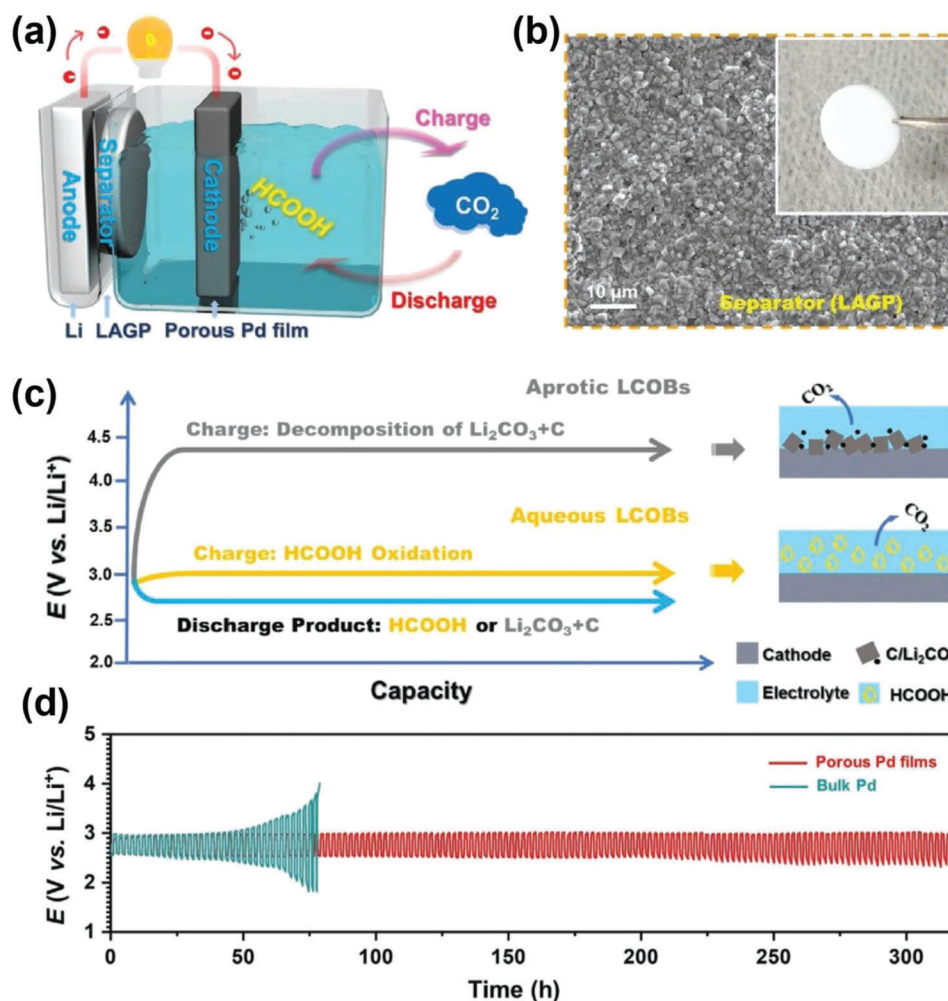 (a)
Charge
Anode
Separator
Cathode
HCOOH
CO2
Discharge
Li LAGP Porous Pd film
(b)
10 μm
Separator (LAGP)
(c)
E (V vs. Li/Li⁺)
4.5
4.0
3.5
3.0
2.5
2.0
Aprotic LCOBs
Charge: Decomposition of Li₂CO₃+C
Aqueous LCOBs
Charge: HCOOH Oxidation
Discharge Product: HCOOH or Li₂CO₃+C
Capacity
CO₂
CO₂
Cathode C/Li₂CO
Electrolyte HCOOH
(d)
E (V vs. Li/Li⁺)
5
4
3
2
1
Porous Pd films
Bulk Pd
0 50 100 150 200 250 300
Time (h)